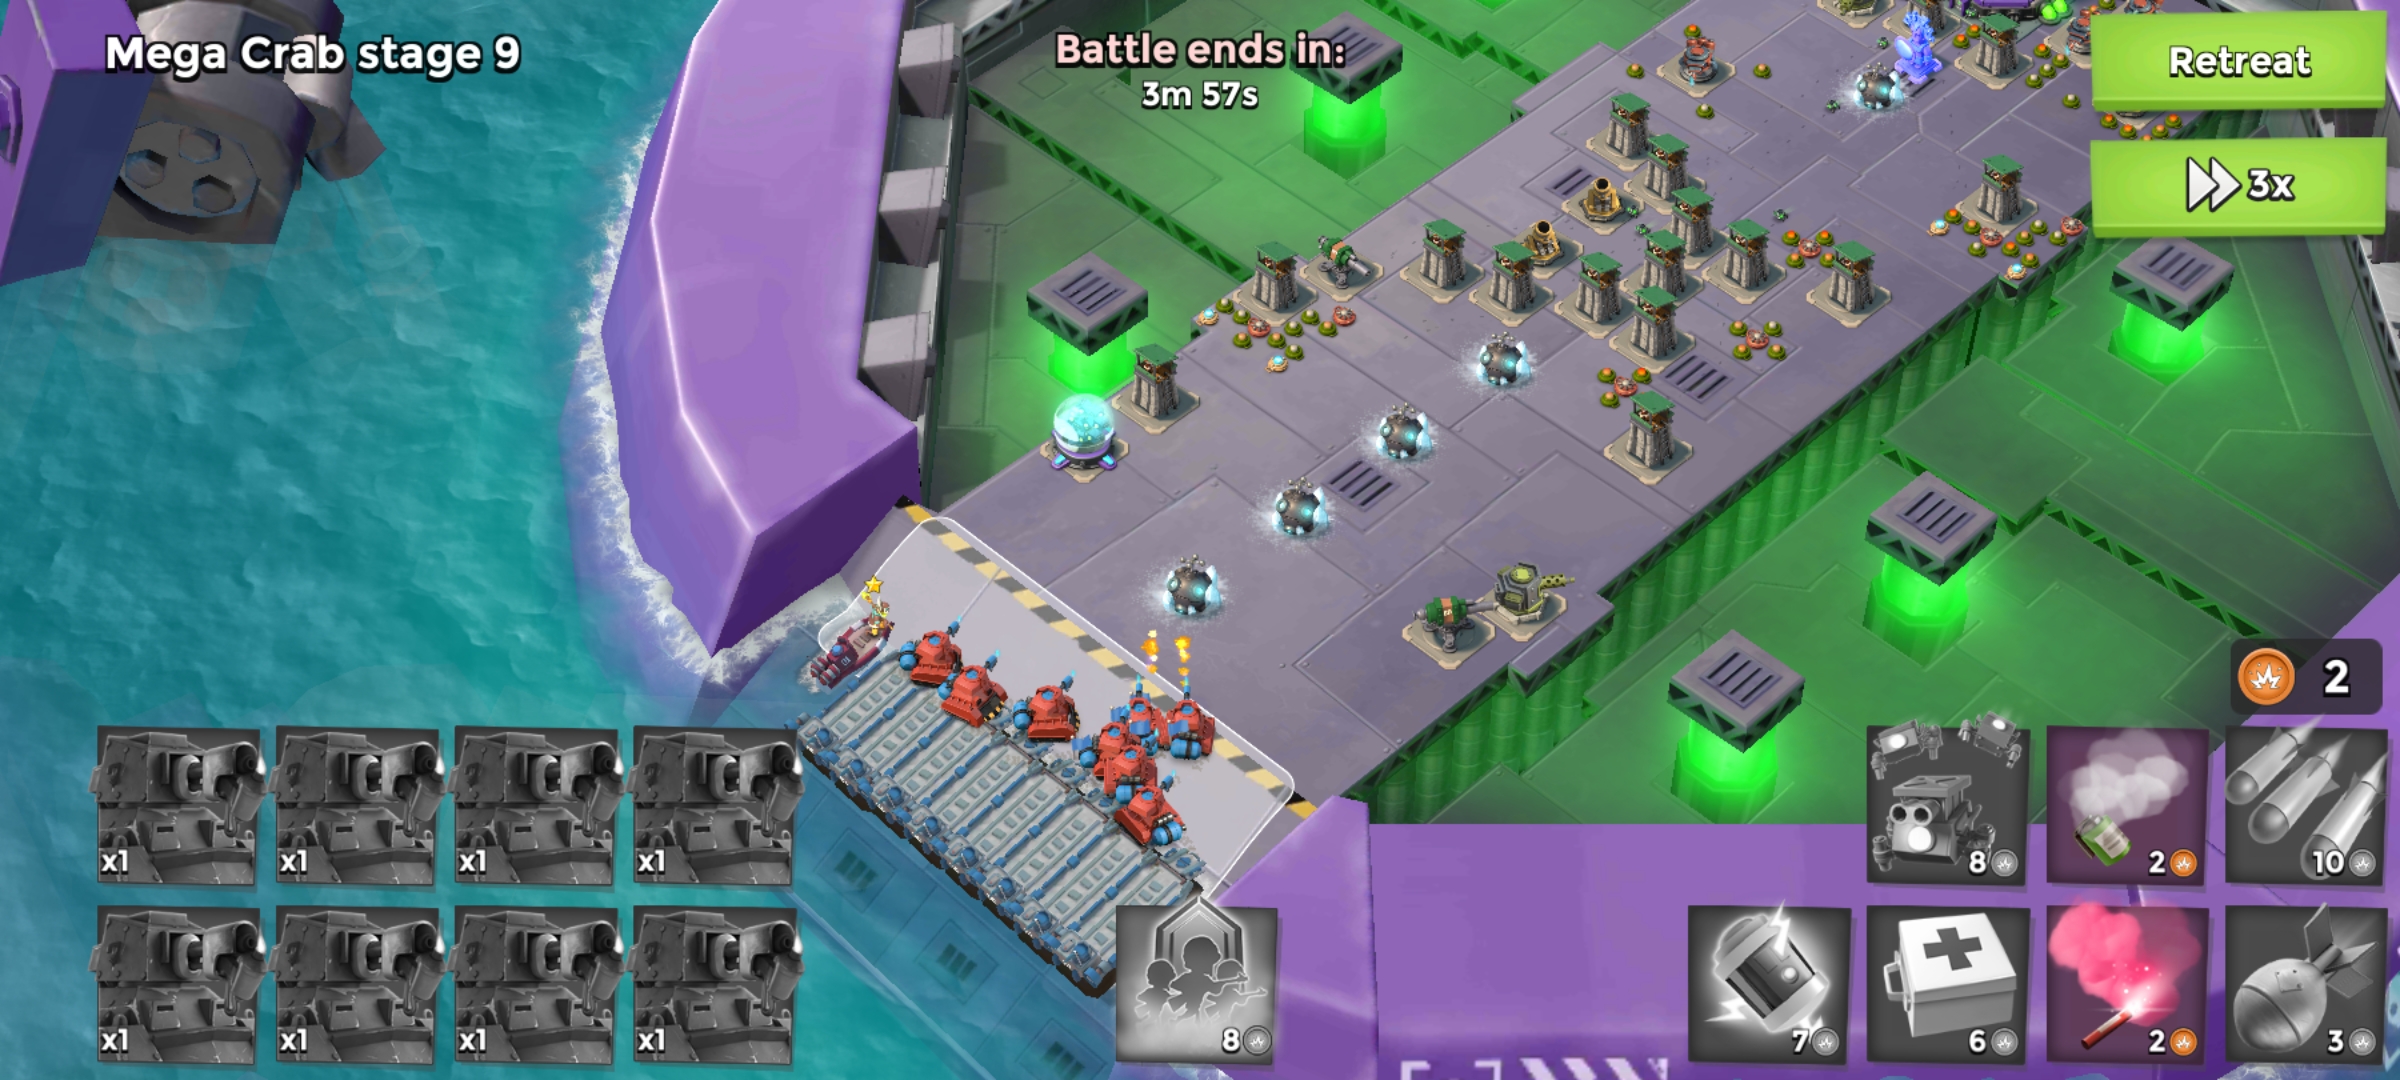 Mega Crab stage 9
Battle ends in:
3m 57s
Retreat
3x
2
8
2
10
x1
x1
x1
x1
x1
x1
x1
x1
8
7
6
2
3